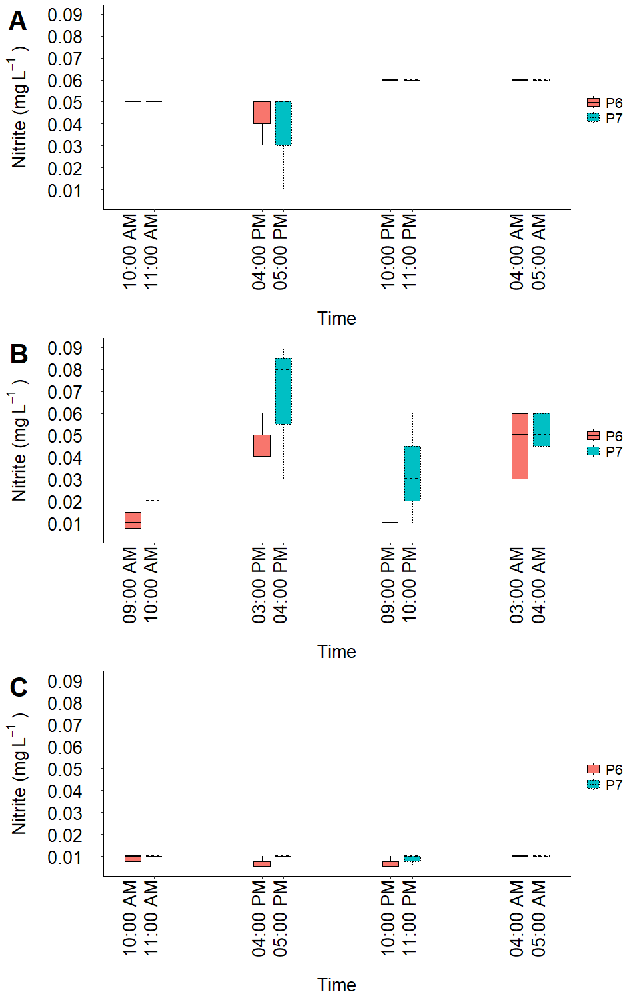 A
Nitrite (mg L⁻¹ )
0.09
0.08
0.07
0.06
0.05
0.04
0.03
0.02
0.01
10:00 AM
11:00 AM
04:00 PM
05:00 PM
10:00 PM
11:00 PM
04:00 AM
05:00 AM
Time
P6
P7
B
Nitrite (mg L⁻¹ )
0.09
0.08
0.07
0.06
0.05
0.04
0.03
0.02
0.01
09:00 AM
10:00 AM
03:00 PM
04:00 PM
09:00 PM
10:00 PM
03:00 AM
04:00 AM
Time
P6
P7
C
Nitrite (mg L⁻¹ )
0.09
0.08
0.07
0.06
0.05
0.04
0.03
0.02
0.01
10:00 AM
11:00 AM
04:00 PM
05:00 PM
10:00 PM
11:00 PM
04:00 AM
05:00 AM
Time
P6
P7